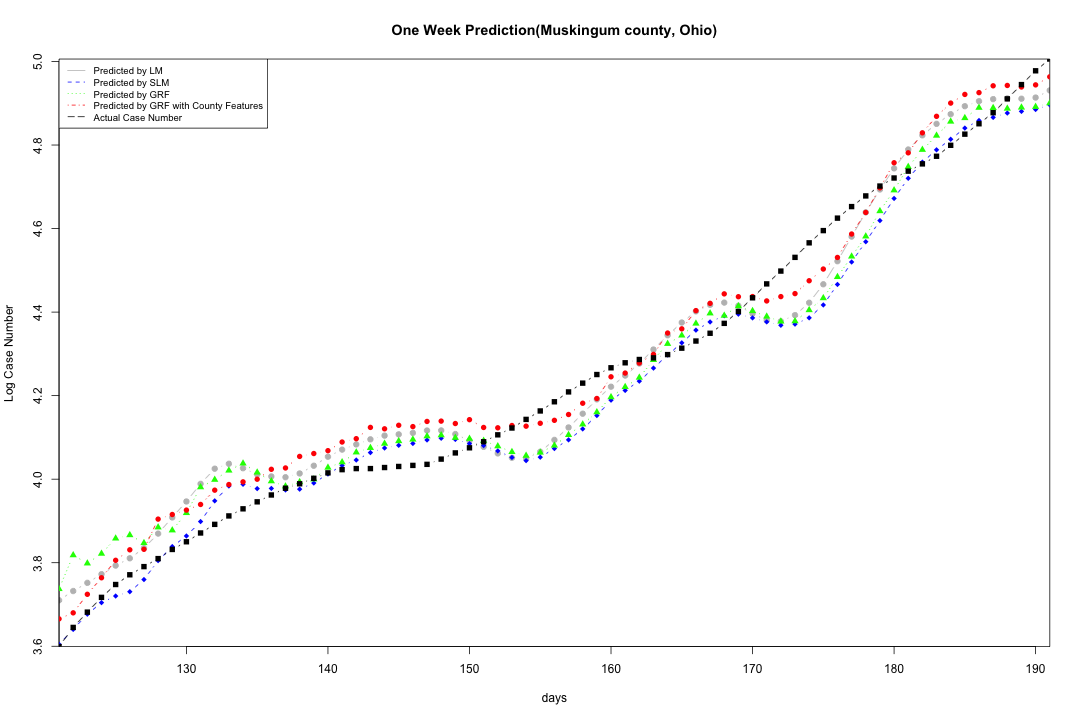 One Week Prediction(Muskingum county, Ohio)
Predicted by LM
Predicted by SLM
Predicted by GRF
Predicted by GRF with County Features
Actual Case Number
Log Case Number
5.0
4.8
4.6
4.4
4.2
4.0
3.8
3.6
130 140 150 160 170 180 190
days